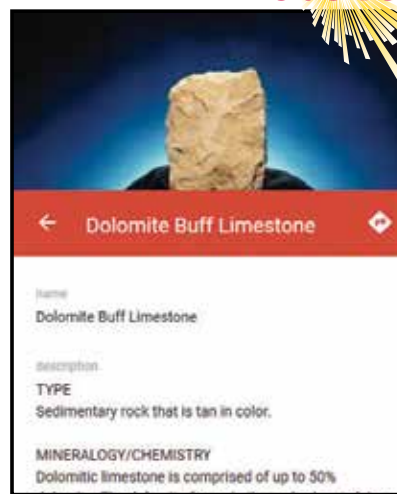 Dolomite Buff Limestone
name
Dolomite Buff Limestone
description
TYPE
Sedimentary rock that is tan in color.
MINERALOGY/CHEMISTRY
Dolomitic limestone is comprised of up to 50%